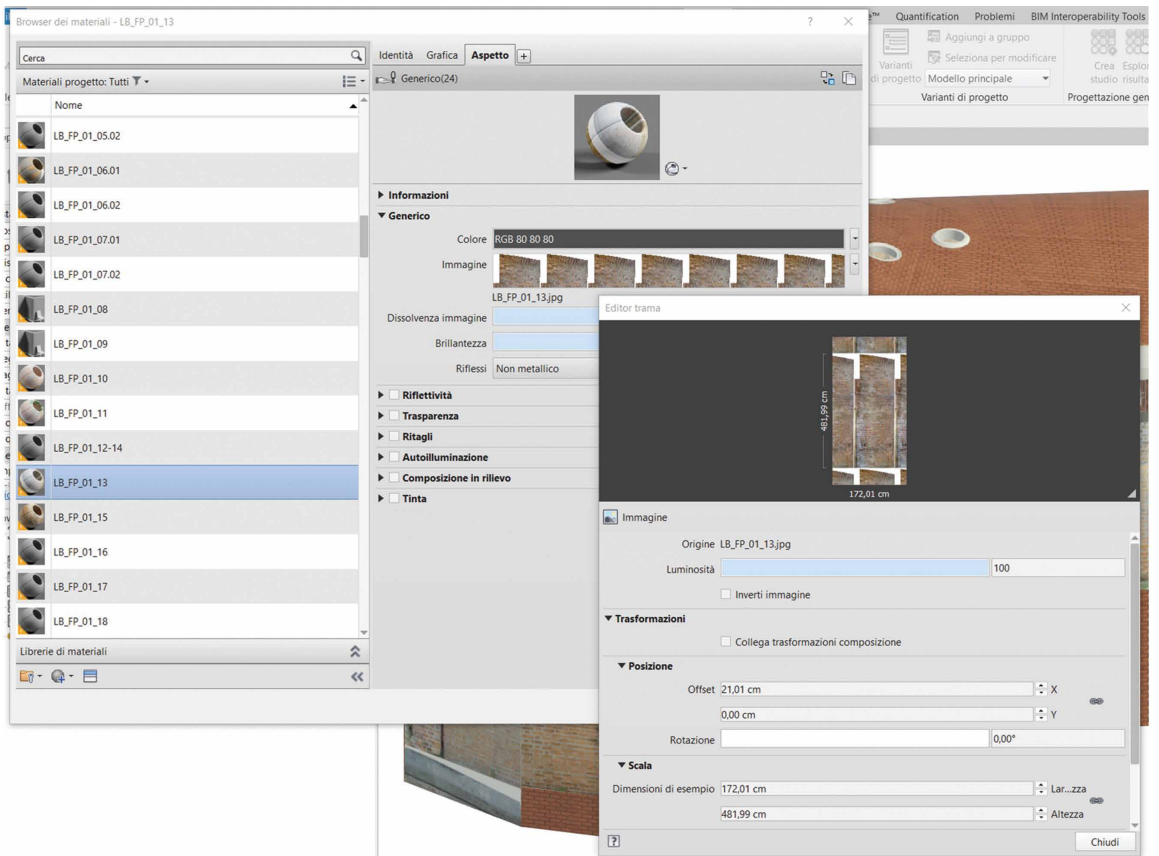 Browser dei materiali - LB_FP_01_13
?
Quantification Problemi BIM Interoperability Tools
Cerca
Identità Grafica Aspetto
Aggiungi a gruppo
Seleziona per modificare
Varianti
di progetto
Modello principale
Crea
studio
Varianti di progetto
Materiali progetto: Tutti
Generico(24)
Nome
LB_FP_01_05.02
LB_FP_01_06.01
LB_FP_01_06.02
LB_FP_01_07.01
LB_FP_01_07.02
LB_FP_01_08
LB_FP_01_09
LB_FP_01_10
LB_FP_01_11
LB_FP_01_12-14
LB_FP_01_13
LB_FP_01_15
LB_FP_01_16
LB_FP_01_17
LB_FP_01_18
Librerie di materiali
Informazioni
Generico
Colore RGB 80 80 80
Immagine
LB_FP_01_13.jpg
Dissolvenza immagine
Brillantezza
Riflessi Non metallico
Riflettività
Trasparenza
Ritagli
Autoilluminazione
Composizione in rilievo
Tinta
Editor trama
481,99 cm
172,01 cm
Immagine
Origine LB_FP_01_13.jpg
Luminosità 100
Inverti immagine
Trasformazioni
Collega trasformazioni composizione
Posizione
Offset 21,01 cm X
0,00 cm Y
Rotazione 0,00°
Scala
Dimensioni di esempio 172,01 cm Lar...zza
481,99 cm Altezza
?
Chiudi